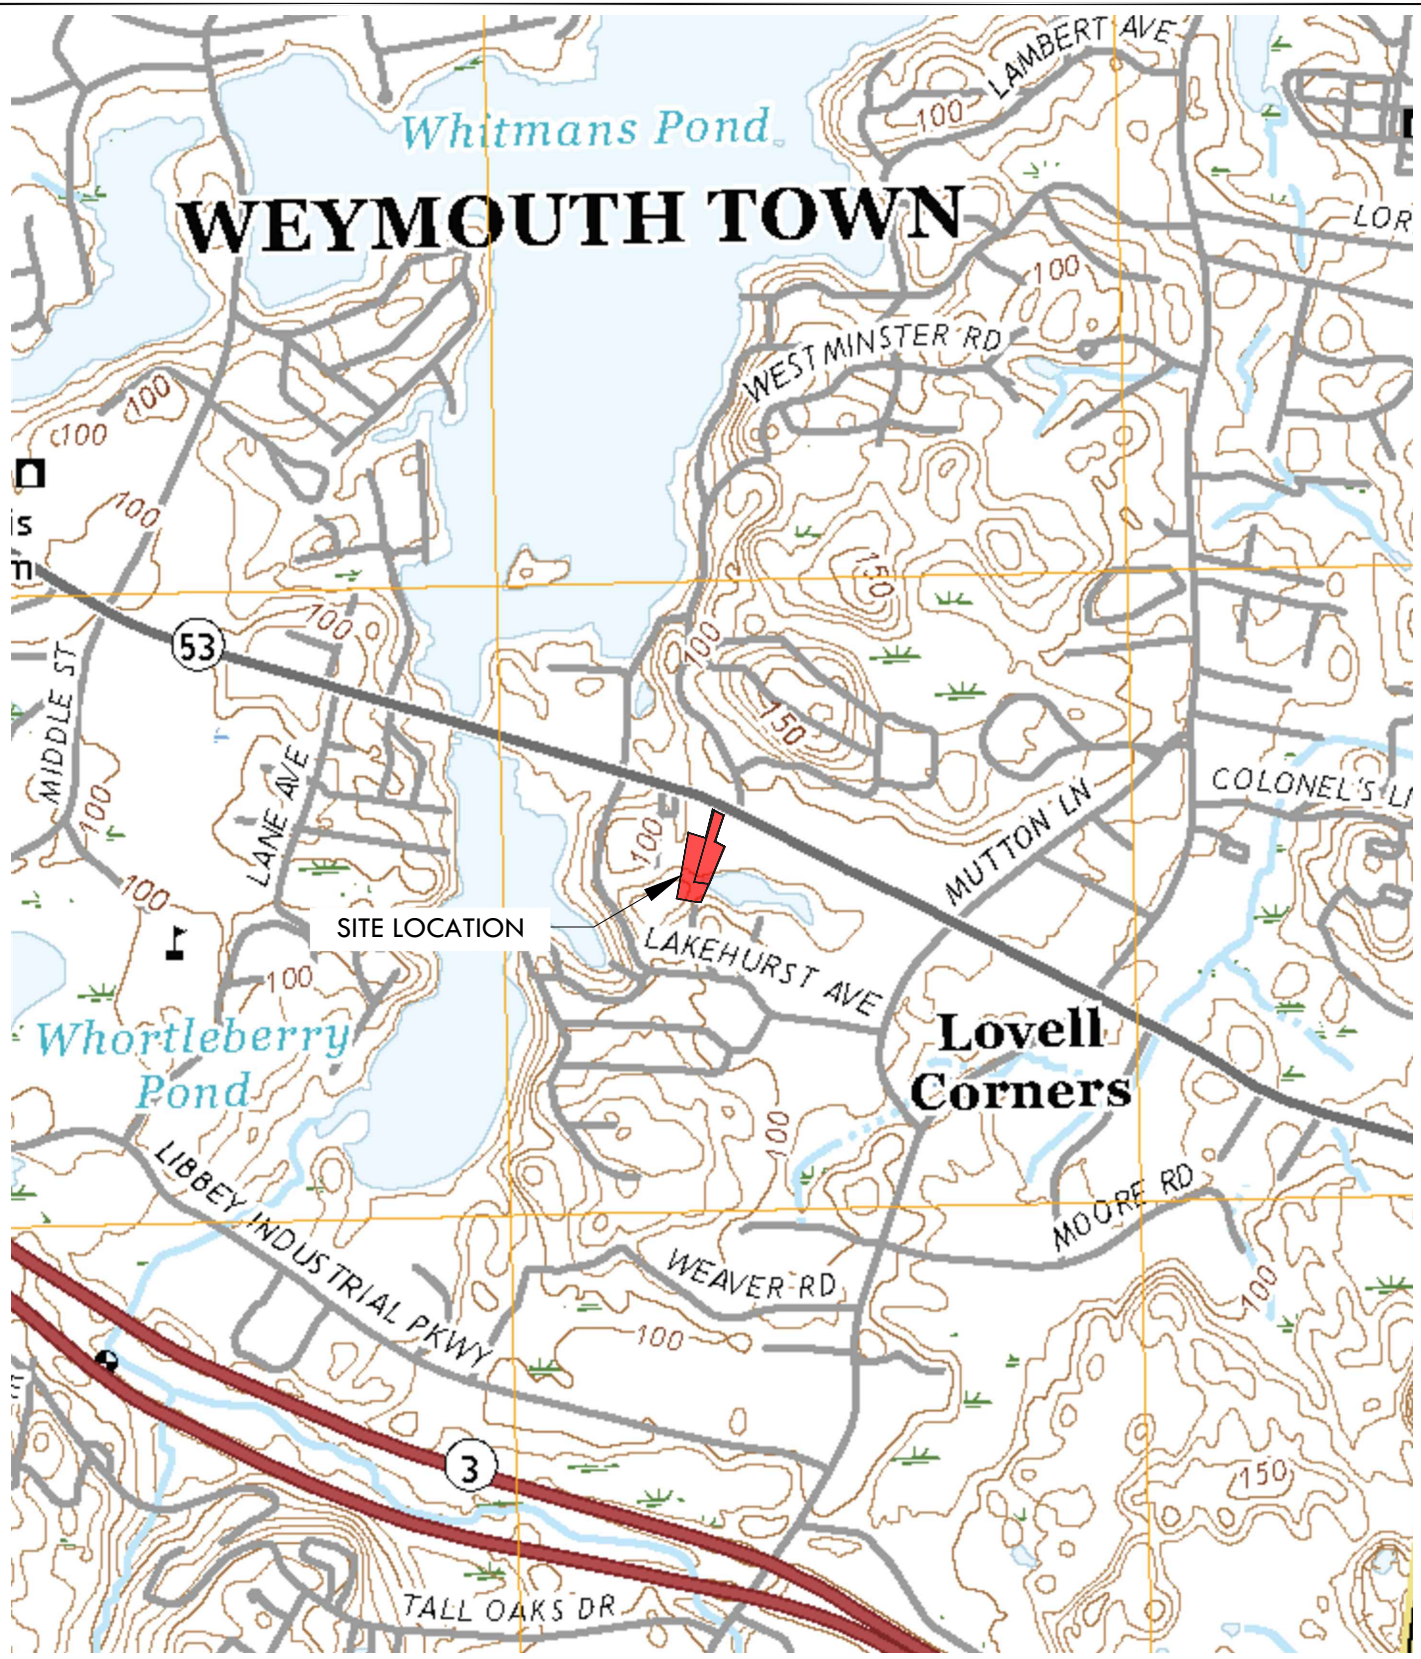 LAMBERT AVE
100
Whitmans Pond
WEYMOUTH TOWN
LOR
100
WESTMINSTER RD
100
100
100
is
m
150
100
53
100
MIDDLE ST
150
LANE AVE
COLONEL'S L
100
MUTTON LN
100
100
SITE LOCATION
LAKEHURST AVE
100
Whortleberry
Pond
Lovell
Corners
100
LIBBEY INDUSTRIAL PKWY
MOORE RD
WEAVER RD
100
100
3
150
TALL OAKS DR